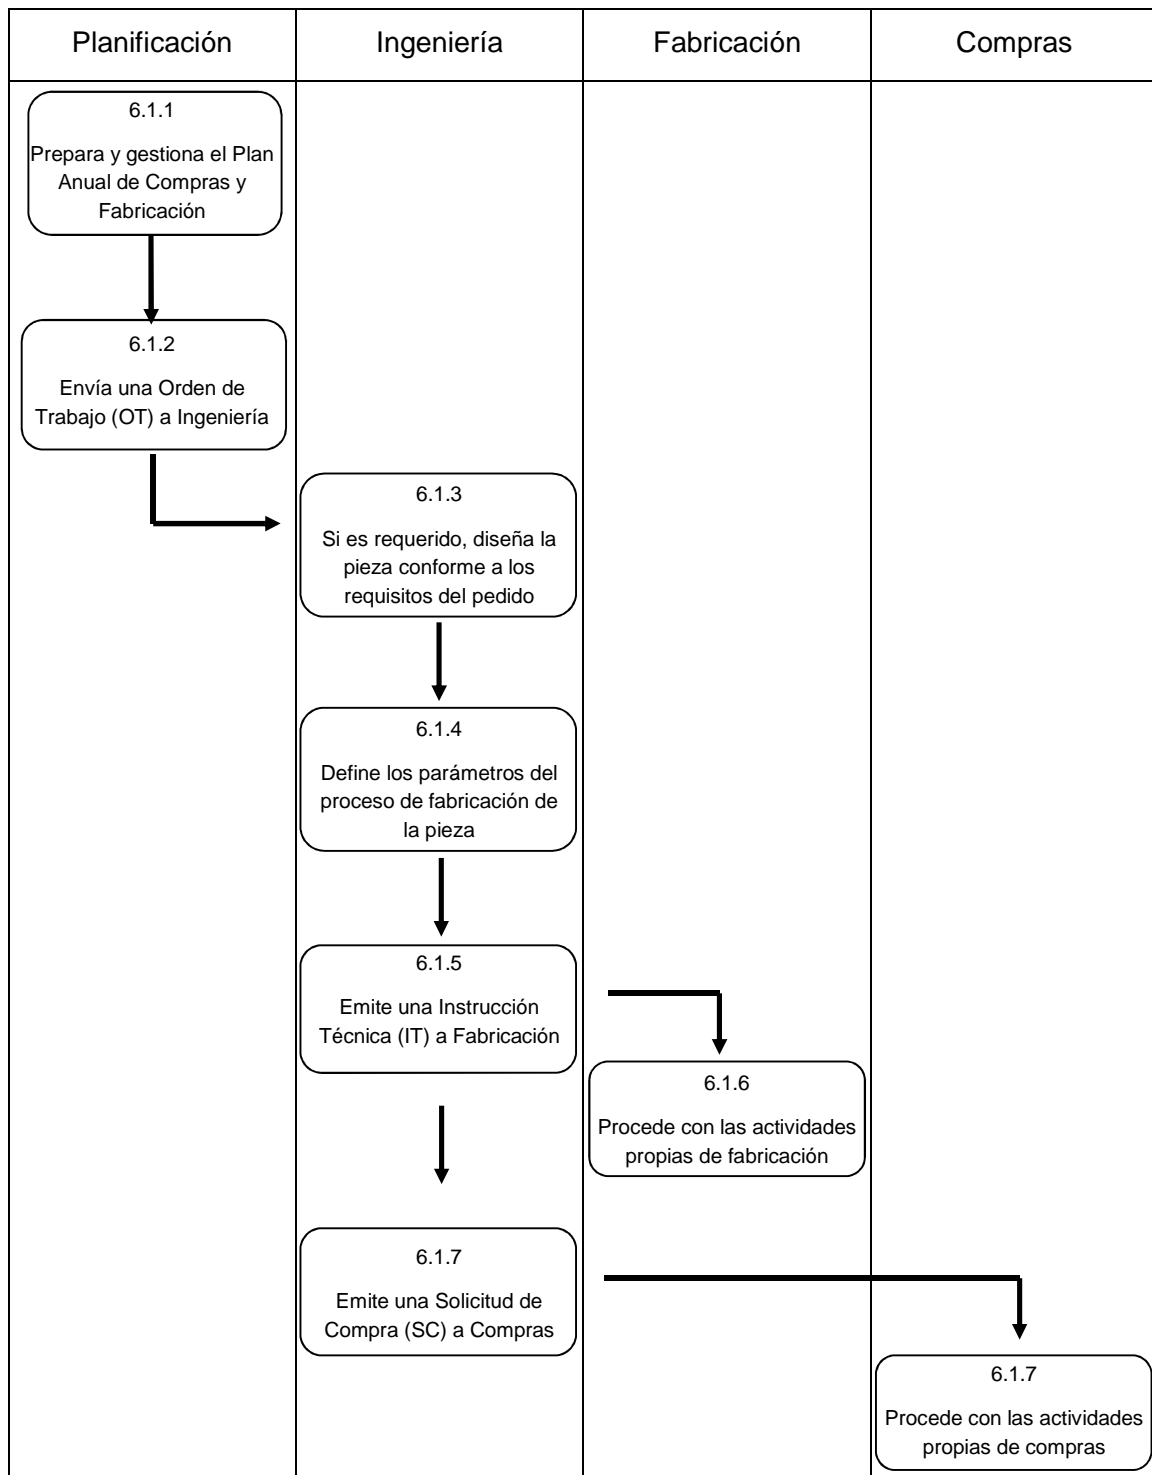 Planificación
Ingeniería
Fabricación
Compras
6.1.1
Prepara y gestiona el Plan
Anual de Compras y
Fabricación
6.1.2
Envía una Orden de
Trabajo (OT) a Ingeniería
6.1.3
Si es requerido, diseña la
pieza conforme a los
requisitos del pedido
6.1.4
Define los parámetros del
proceso de fabricación de
la pieza
6.1.5
Emite una Instrucción
Técnica (IT) a Fabricación
6.1.6
Procede con las actividades
propias de fabricación
6.1.7
Emite una Solicitud de
Compra (SC) a Compras
6.1.7
Procede con las actividades
propias de compras